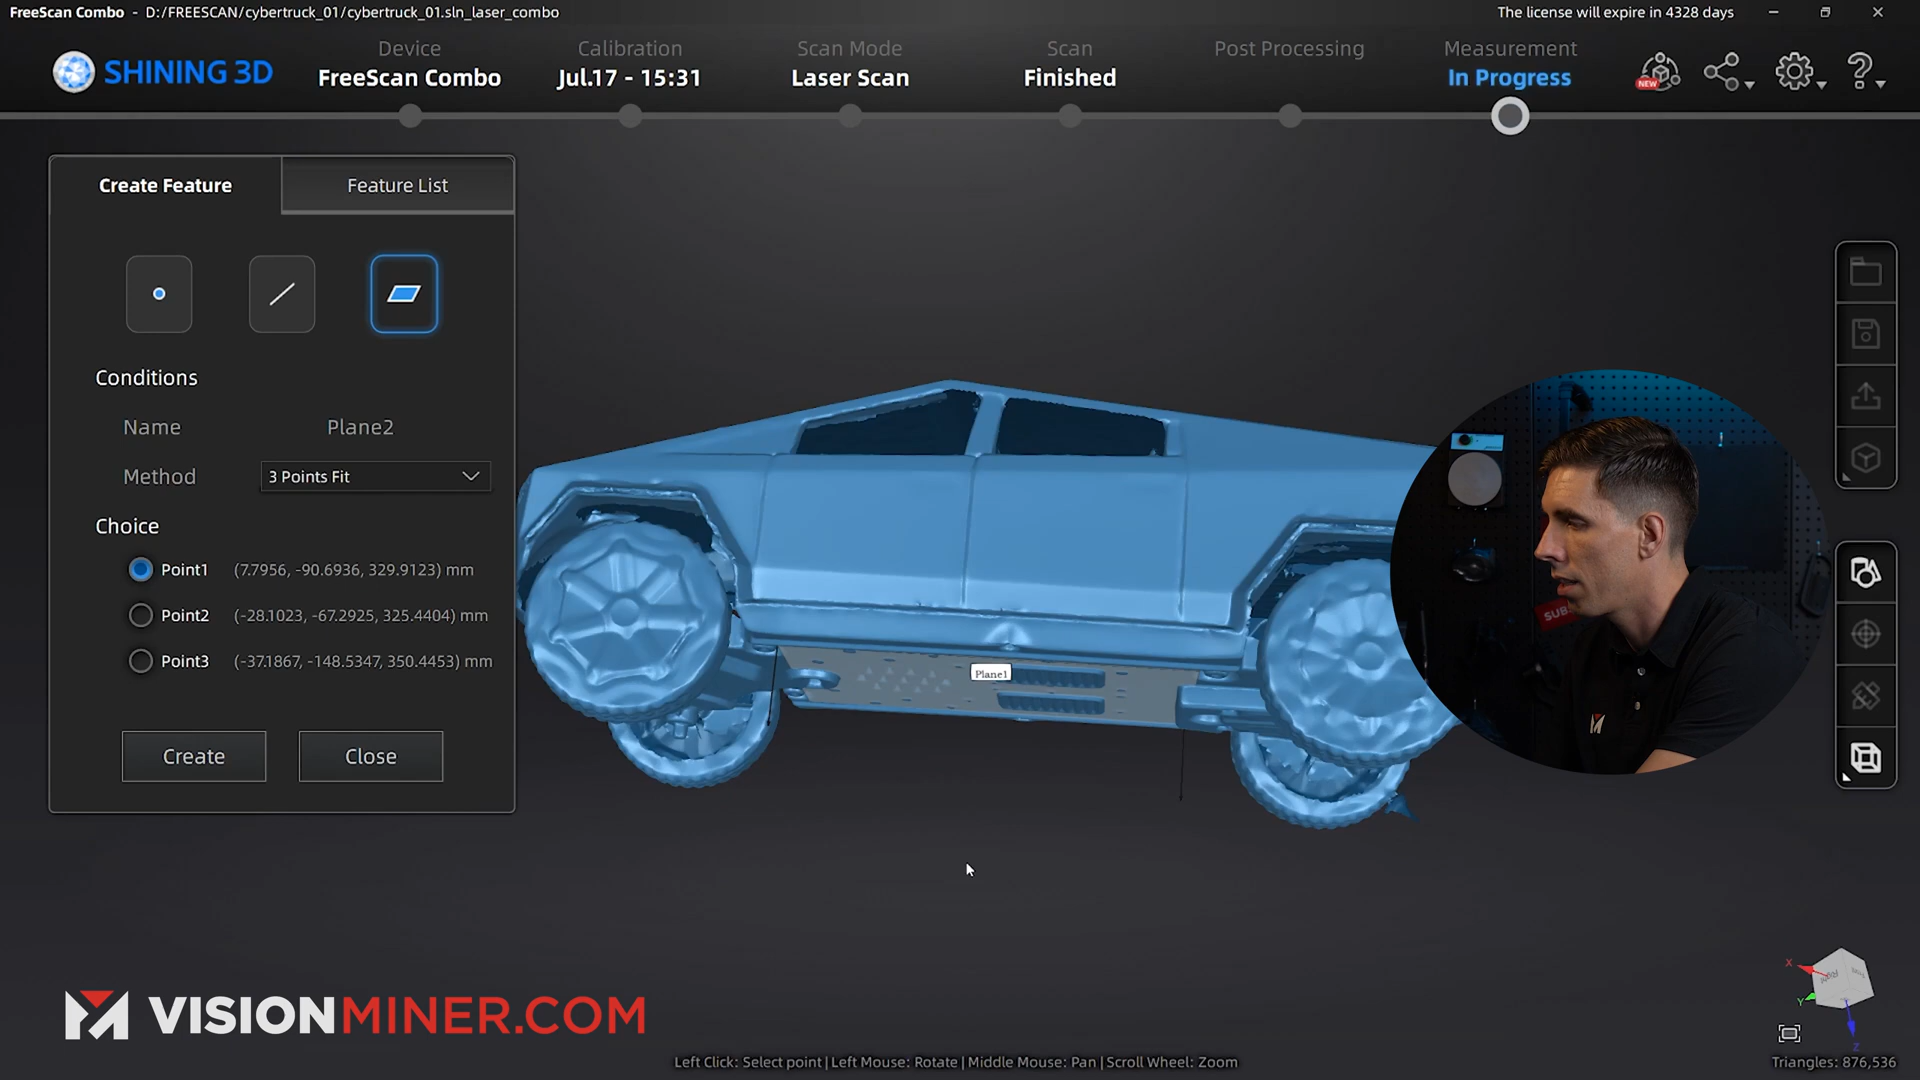 FreeScan Combo - D:/FREESCAN/cybertruck_01/cybertruck_01.sln_laser_combo
The license will expire in 4328 days
SHINING 3D
Device
FreeScan Combo
Calibration
Jul.17 - 15:31
Scan Mode
Laser Scan
Scan
Finished
Post Processing
Measurement
In Progress
NEW
Create Feature
Feature List
Conditions
Name Plane2
Method 3 Points Fit
Choice
Point1 (7.7956, -90.6936, 329.9123) mm
Point2 (-28.1023, -67.2925, 325.4404) mm
Point3 (-37.1867, -148.5347, 350.4453) mm
Create
Close
Plane1
SUB
VISIONMINER.COM
X
Y
Z
Left Click: Select point | Left Mouse: Rotate | Middle Mouse: Pan | Scroll Wheel: Zoom
Triangles: 876,536